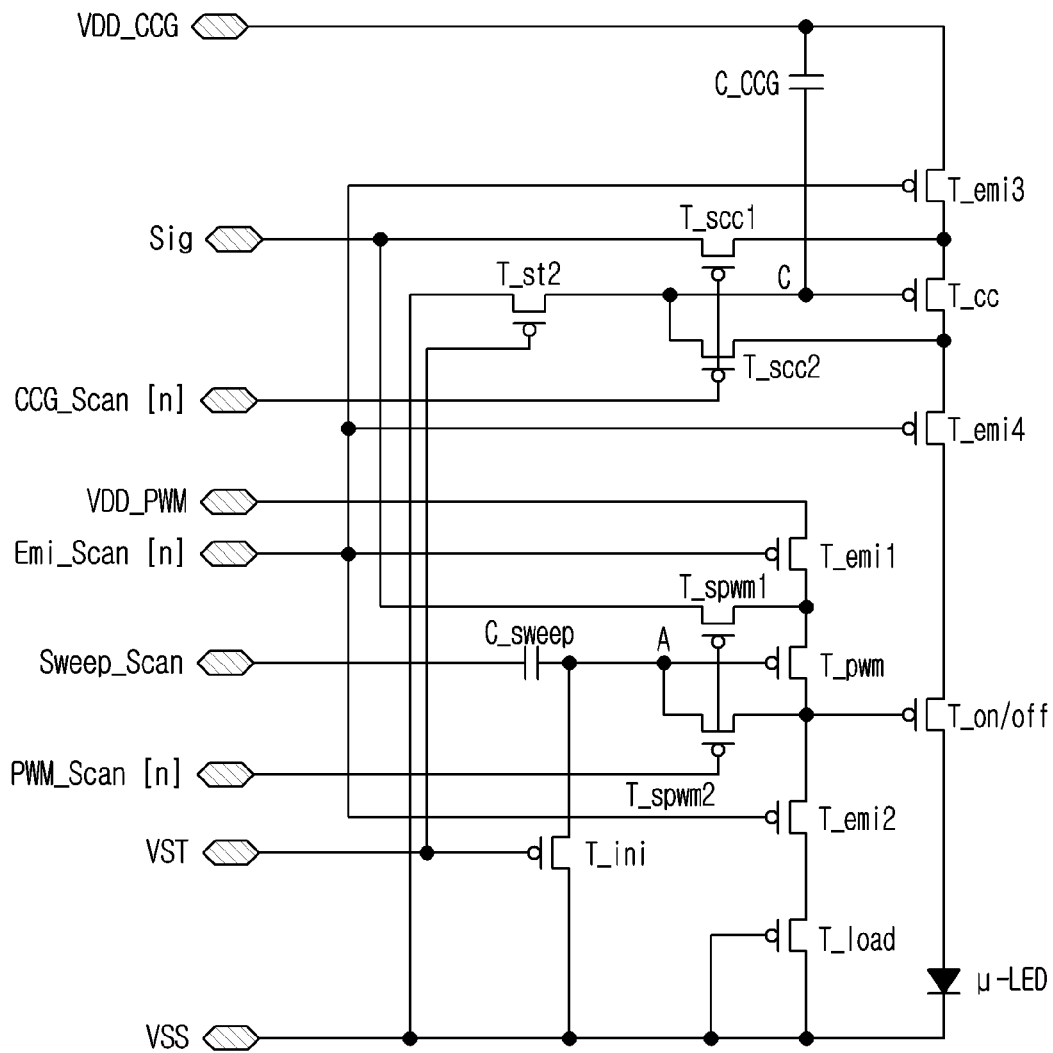 VDD_CCG
C_CCG
T_emi3
T_scc1
Sig
T_st2
C
T_cc
T_scc2
CCG_Scan [n]
T_emi4
VDD_PWM
Emi_Scan [n]
T_emi1
T_spwm1
C_sweep
A
Sweep_Scan
T_pwm
T_on/off
PWM_Scan [n]
T_spwm2
T_emi2
VST
T_ini
T_load
μ-LED
VSS